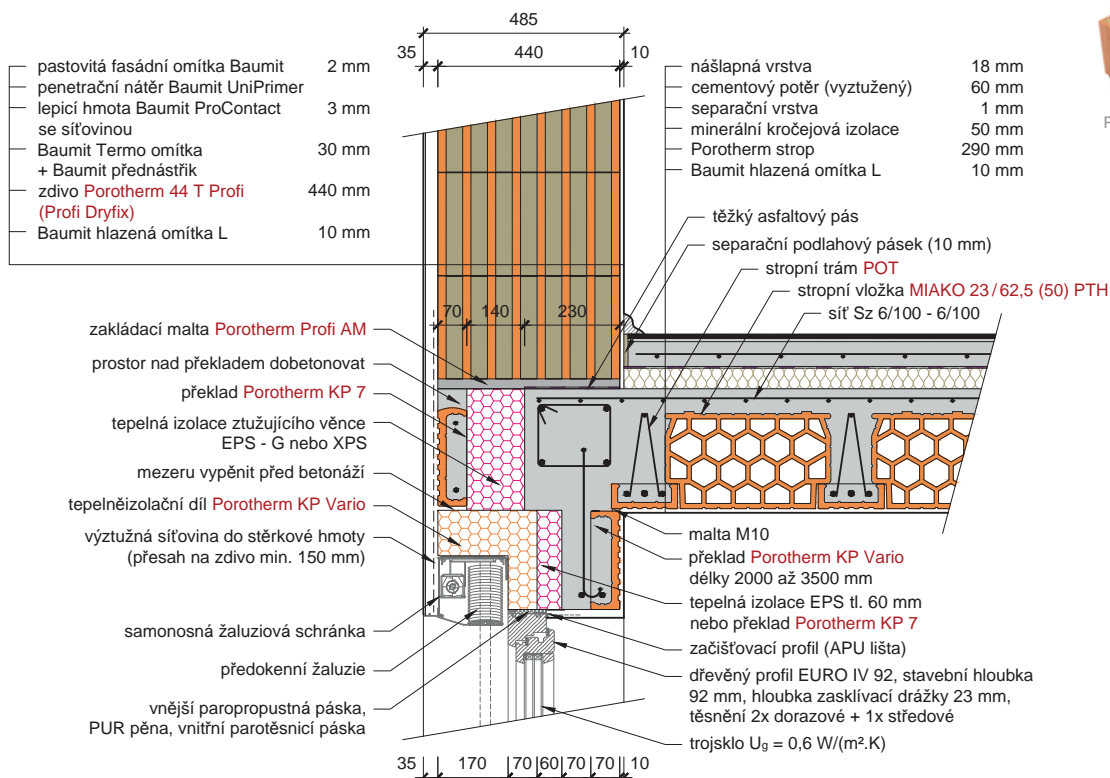 485
35 440 10
pastovitá fasádní omítka Baumit 2 mm
penetrační nátěr Baumit UniPrimer
lepicí hmota Baumit ProContact 3 mm
se síťovinou
Baumit Termo omítka 30 mm
+ Baumit přednástřik
zdivo Porotherm 44 T Profi 440 mm
(Profi Dryfix)
Baumit hlazená omítka L 10 mm
nášlapná vrstva 18 mm
cementový potěr (vyztužený) 60 mm
separační vrstva 1 mm
minerální kročejová izolace 50 mm
Porotherm strop 290 mm
Baumit hlazená omítka L 10 mm
těžký asfaltový pás
separační podlahový pásek (10 mm)
stropní trám POT
stropní vložka MIAKO 23/62,5 (50) PTH
síť Sz 6/100 - 6/100
70 140 230
zakládací malta Porotherm Profi AM
prostor nad překladem dobetonovat
překlad Porotherm KP 7
tepelná izolace ztužujícího věnce
EPS - G nebo XPS
mezeru vypěnit před betonáží
tepelněizolační díl Porotherm KP Vario
výztužná síťovina do stěrkové hmoty
(přesah na zdivo min. 150 mm)
samonosná žaluziová schránka
předokenní žaluzie
vnější paropropustná páska,
PUR pěna, vnitřní parotěsnicí páska
malta M10
překlad Porotherm KP Vario
délky 2000 až 3500 mm
tepelná izolace EPS tl. 60 mm
nebo překlad Porotherm KP 7
začišťovací profil (APU lišta)
dřevěný profil EURO IV 92, stavební hloubka
92 mm, hloubka zasklívací drážky 23 mm,
těsnění 2x dorazové + 1x středové
trojsklo Ug = 0,6 W/(m².K)
35 170 70 60 70 70 10